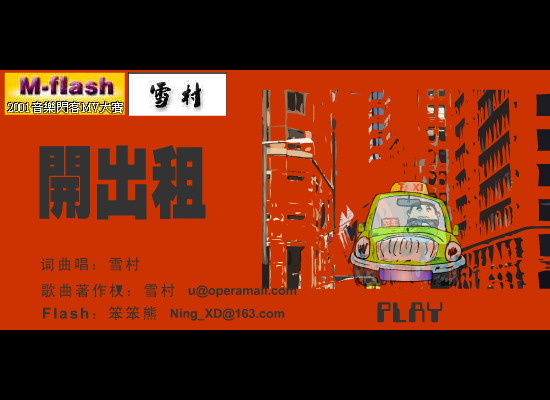 M-flash
2001音樂閃客MV大賽
雪村
開出租
TAXI
词曲唱：雪村
歌曲著作权：雪村 u@operamail.com
Flash：笨笨熊 Ning_XD@163.com
PLAY